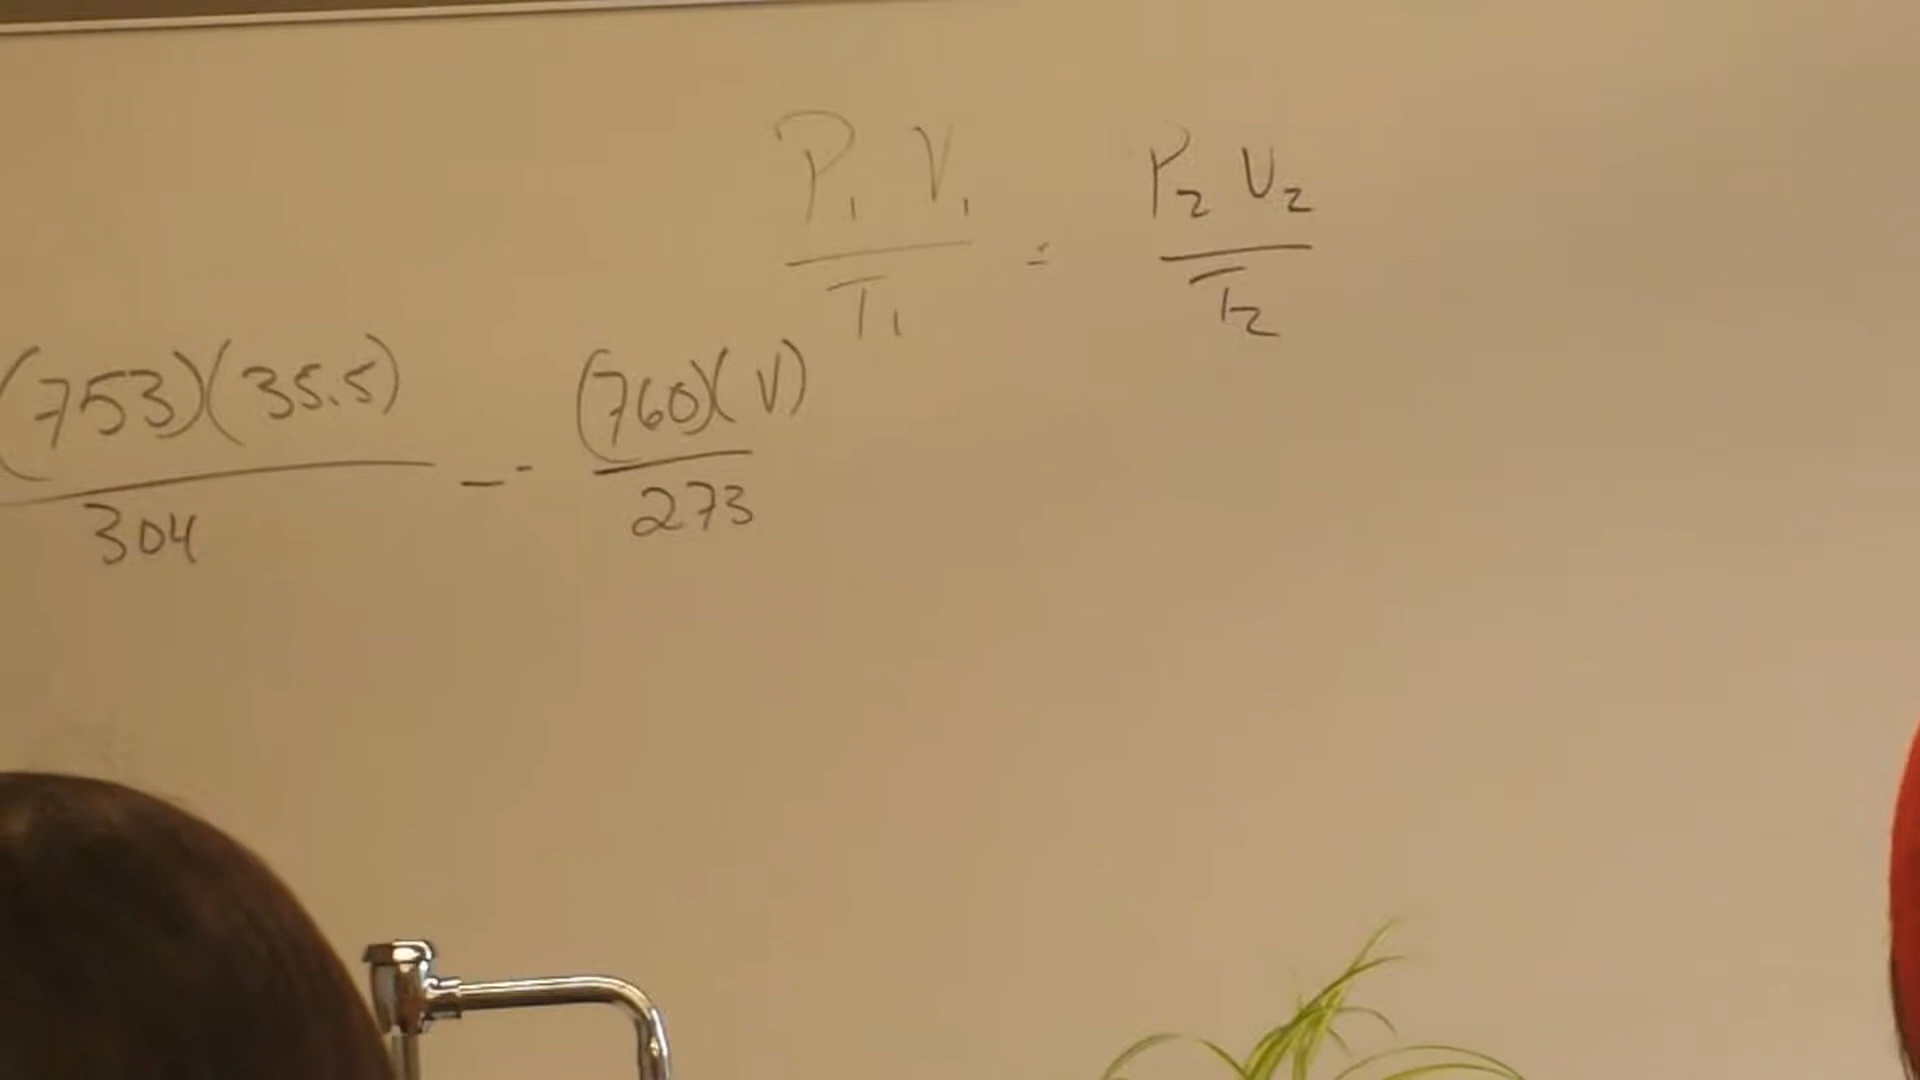 P₁ V₁ / T₁ = P₂ V₂ / T₂
(753)(35.5) / 304 = (760)(V) / 273